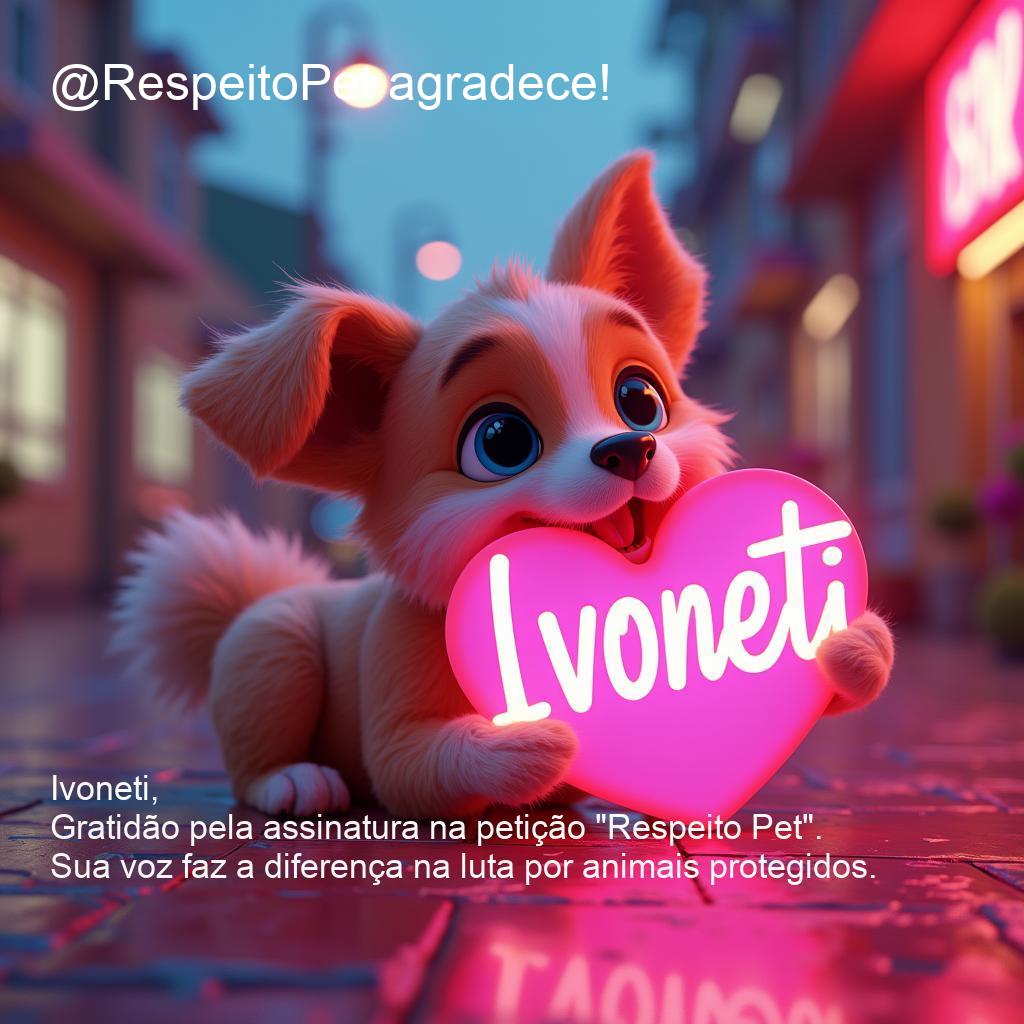 @RespeitoPet agradece!
Ivoneti
Ivoneti,
Gratidão pela assinatura na petição "Respeito Pet".
Sua voz faz a diferença na luta por animais protegidos.